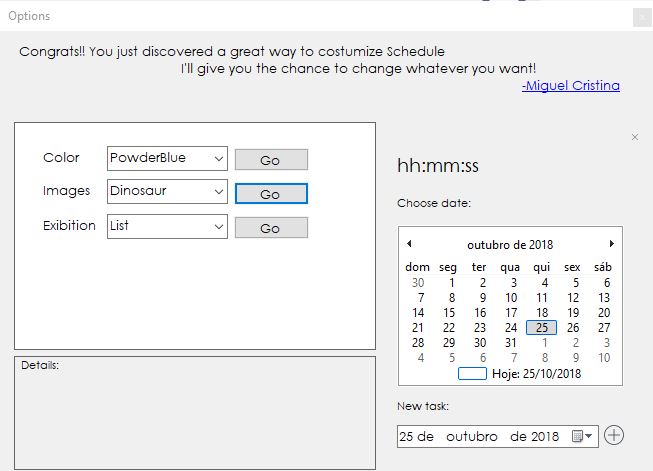 Options
Congrats!! You just discovered a great way to costumize Schedule
I'll give you the chance to change whatever you want!
-Miguel Cristina
Color PowderBlue Go
Images Dinosaur Go
Exibition List Go
Details:
hh:mm:ss
Choose date:
outubro de 2018
dom seg ter qua qui sex sáb
30 1 2 3 4 5 6
7 8 9 10 11 12 13
14 15 16 17 18 19 20
21 22 23 24 25 26 27
28 29 30 31 1 2 3
4 5 6 7 8 9 10
Hoje: 25/10/2018
New task:
25 de outubro de 2018